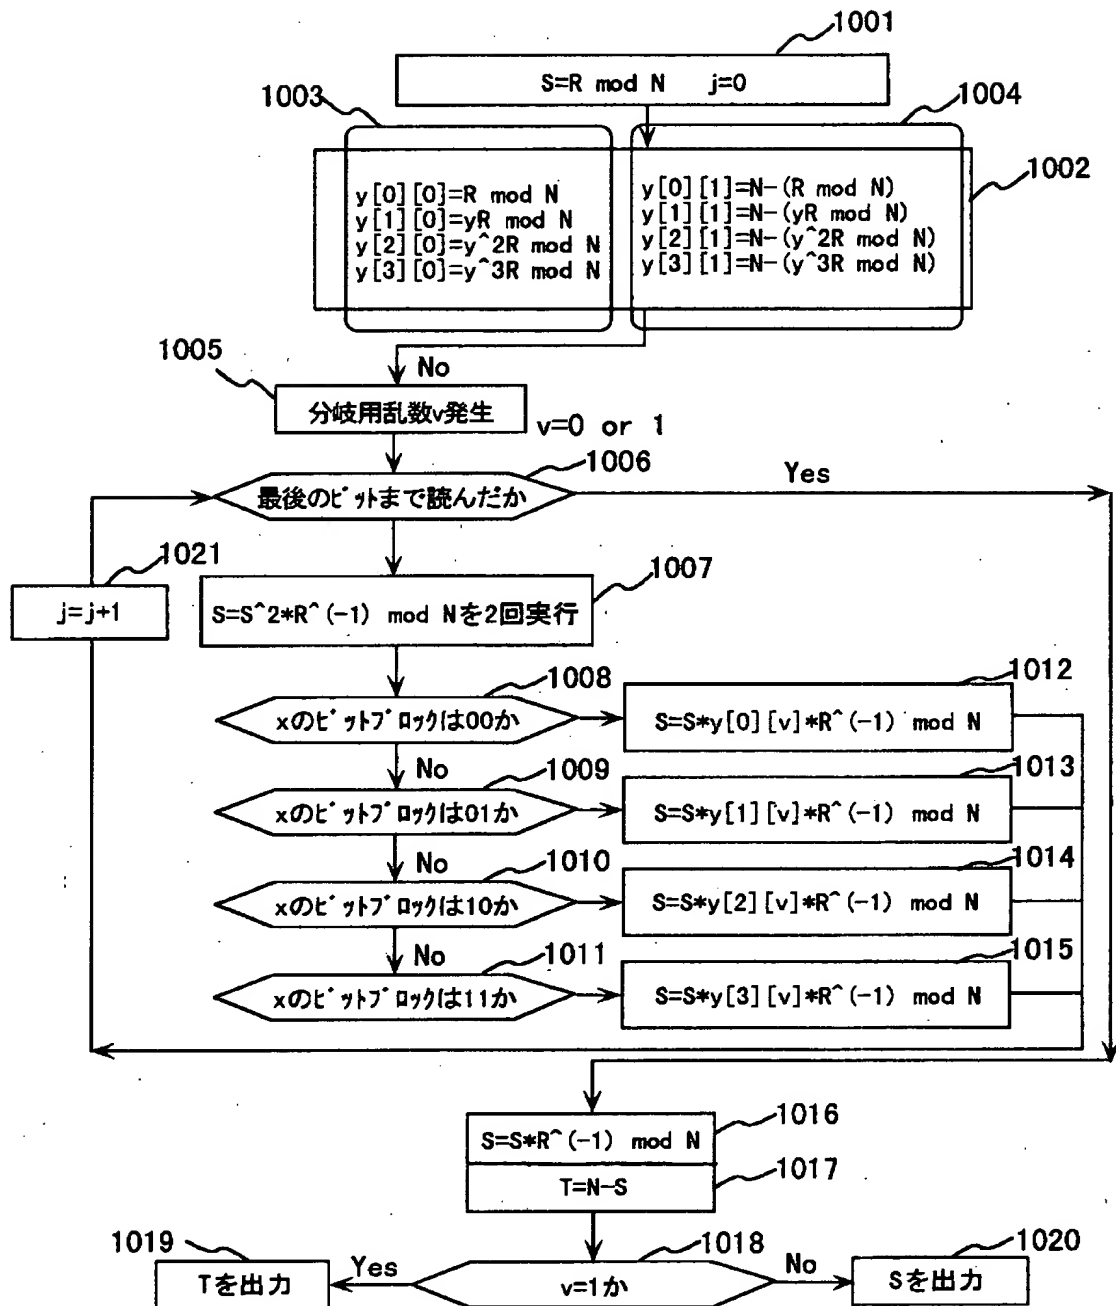 1001
S=R mod N j=0
1003
1004
1002
y[0][0]=R mod N
y[1][0]=yR mod N
y[2][0]=y^2R mod N
y[3][0]=y^3R mod N
y[0][1]=N-(R mod N)
y[1][1]=N-(yR mod N)
y[2][1]=N-(y^2R mod N)
y[3][1]=N-(y^3R mod N)
1005
No
分岐用乱数v発生
v=0 or 1
1006
最後のビットまで読んだか
Yes
1021
j=j+1
1007
S=S^2*R^(-1) mod Nを2回実行
1008
xのビットブロックは00か
1012
S=S*y[0][v]*R^(-1) mod N
No
1009
xのビットブロックは01か
1013
S=S*y[1][v]*R^(-1) mod N
No
1010
xのビットブロックは10か
1014
S=S*y[2][v]*R^(-1) mod N
No
1011
xのビットブロックは11か
1015
S=S*y[3][v]*R^(-1) mod N
1016
S=S*R^(-1) mod N
1017
T=N-S
1019
Tを出力
Yes
1018
v=1か
No
1020
Sを出力